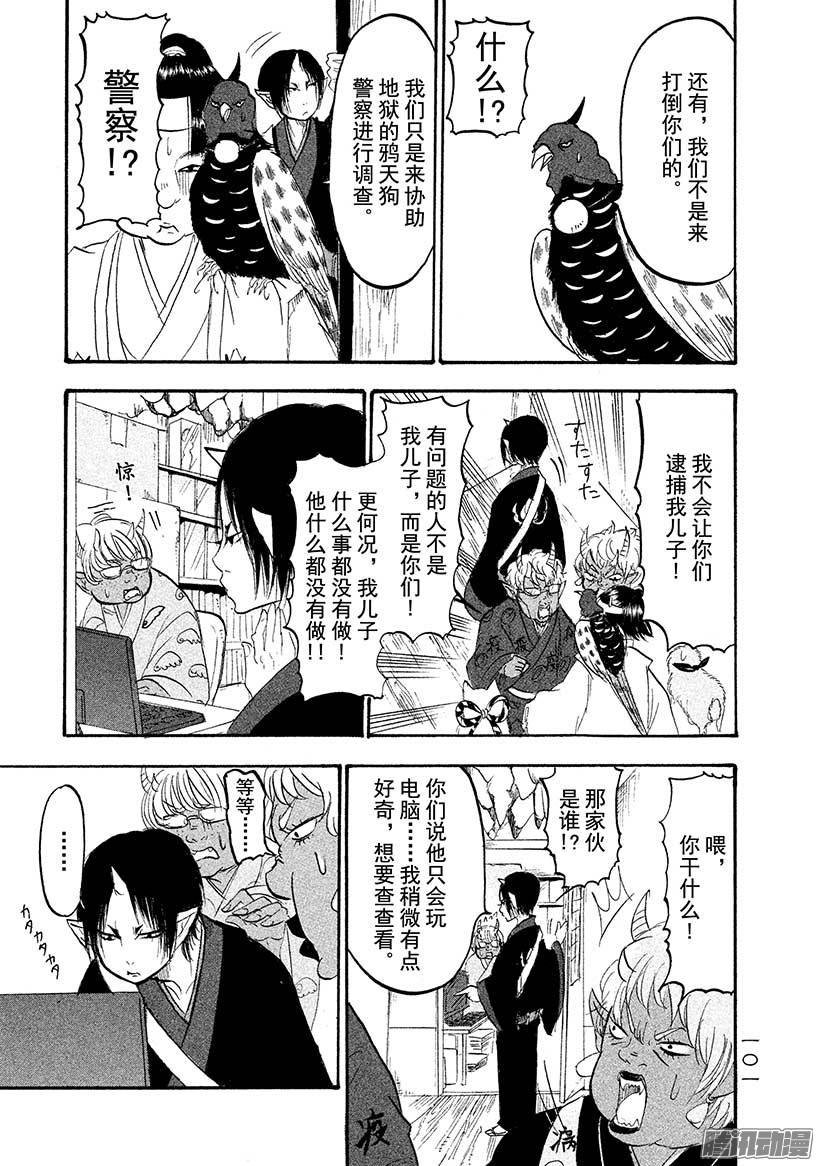 还有，我们不是来
打倒你们的。
什么！？
我们只是来协助
地狱的鸦天狗
警察进行调查。
警察！？
我不会让你们
逮捕我儿子！
すたすた
有问题的人不是
我儿子，而是你们！
疫
疫
更何况，我儿子
什么事都没有做！
他什么都没有做！！
惊！
喂，
你干什么！
那家伙
是谁！？
你们说他只会玩
电脑……我稍微有点
好奇，想要查查看。
疫
病
等等……
……
カタカタカタ
101
腾讯动漫